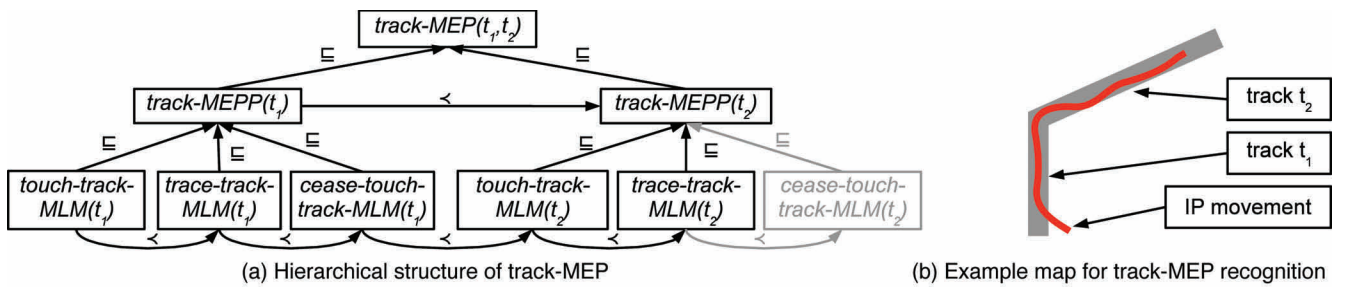 track-MEP(t₁,t₂)
⊑ ⊑
track-MEPP(t₁) ≺ track-MEPP(t₂)
⊑ ⊑ ⊑ ⊑ ⊑ ⊑
touch-track-
MLM(t₁)
trace-track-
MLM(t₁)
cease-touch-
track-MLM(t₁)
touch-track-
MLM(t₂)
trace-track-
MLM(t₂)
cease-touch-
track-MLM(t₂)
≺ ≺ ≺ ≺ ≺
(a) Hierarchical structure of track-MEP
track t₂
track t₁
IP movement
(b) Example map for track-MEP recognition